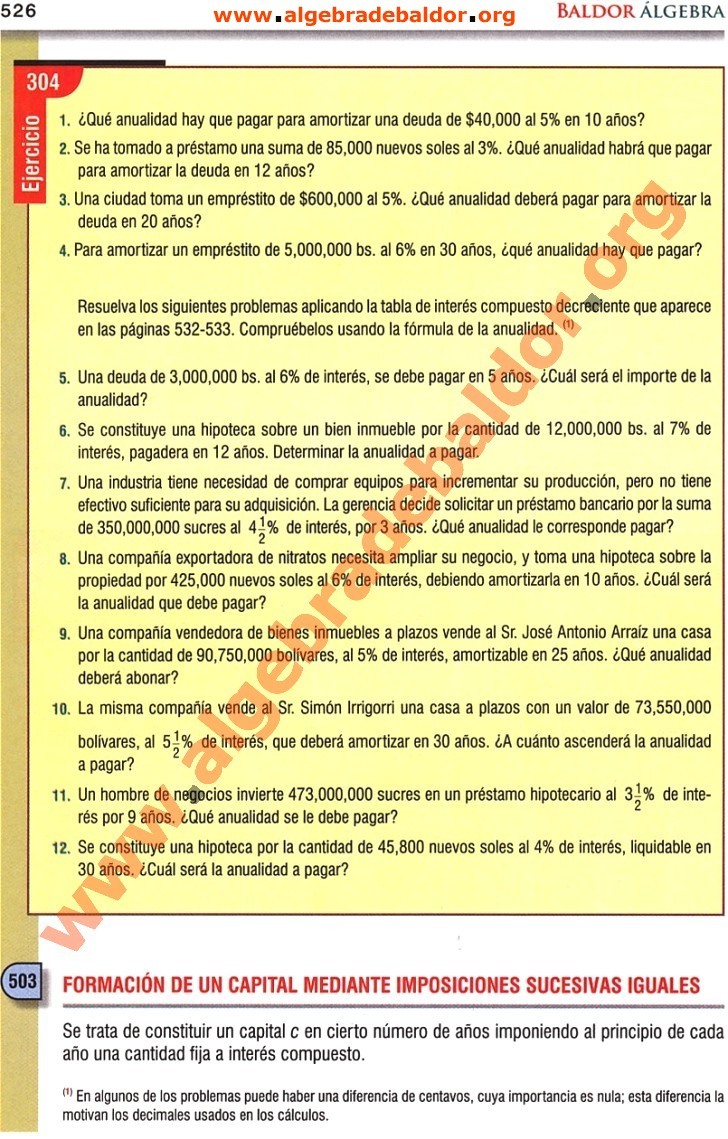 526
www.algebradebaldor.org
BALDOR ÁLGEBRA
304
Ejercicio
1. ¿Qué anualidad hay que pagar para amortizar una deuda de $40,000 al 5% en 10 años?
2. Se ha tomado a préstamo una suma de 85,000 nuevos soles al 3%. ¿Qué anualidad habrá que pagar
para amortizar la deuda en 12 años?
3. Una ciudad toma un empréstito de $600,000 al 5%. ¿Qué anualidad deberá pagar para amortizar la
deuda en 20 años?
4. Para amortizar un empréstito de 5,000,000 bs. al 6% en 30 años, ¿qué anualidad hay que pagar?
Resuelva los siguientes problemas aplicando la tabla de interés compuesto decreciente que aparece
en las páginas 532-533. Compruébelos usando la fórmula de la anualidad. (1)
5. Una deuda de 3,000,000 bs. al 6% de interés, se debe pagar en 5 años. ¿Cuál será el importe de la
anualidad?
6. Se constituye una hipoteca sobre un bien inmueble por la cantidad de 12,000,000 bs. al 7% de
interés, pagadera en 12 años. Determinar la anualidad a pagar.
7. Una industria tiene necesidad de comprar equipos para incrementar su producción, pero no tiene
efectivo suficiente para su adquisición. La gerencia decide solicitar un préstamo bancario por la suma
de 350,000,000 sucres al 4 1/2% de interés, por 3 años. ¿Qué anualidad le corresponde pagar?
8. Una compañía exportadora de nitratos necesita ampliar su negocio, y toma una hipoteca sobre la
propiedad por 425,000 nuevos soles al 6% de interés, debiendo amortizarla en 10 años. ¿Cuál será
la anualidad que debe pagar?
9. Una compañía vendedora de bienes inmuebles a plazos vende al Sr. José Antonio Arraíz una casa
por la cantidad de 90,750,000 bolívares, al 5% de interés, amortizable en 25 años. ¿Qué anualidad
deberá abonar?
10. La misma compañía vende al Sr. Simón Irrigorri una casa a plazos con un valor de 73,550,000
bolívares, al 5 1/2% de interés, que deberá amortizar en 30 años. ¿A cuánto ascenderá la anualidad
a pagar?
11. Un hombre de negocios invierte 473,000,000 sucres en un préstamo hipotecario al 3 1/2% de inte-
rés por 9 años. ¿Qué anualidad se le debe pagar?
12. Se constituye una hipoteca por la cantidad de 45,800 nuevos soles al 4% de interés, liquidable en
30 años. ¿Cuál será la anualidad a pagar?
www.algebradebaldor.org
503
FORMACIÓN DE UN CAPITAL MEDIANTE IMPOSICIONES SUCESIVAS IGUALES
Se trata de constituir un capital c en cierto número de años imponiendo al principio de cada
año una cantidad fija a interés compuesto.
(1) En algunos de los problemas puede haber una diferencia de centavos, cuya importancia es nula; esta diferencia la
motivan los decimales usados en los cálculos.